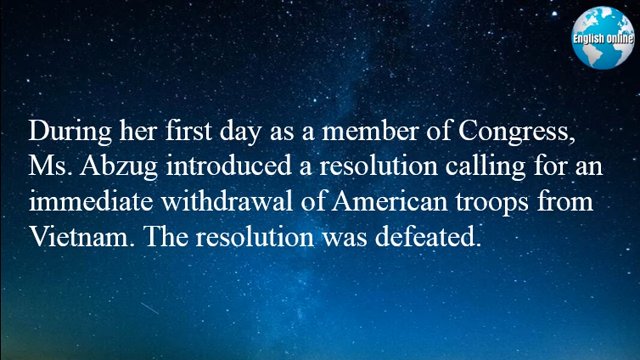 English Online
During her first day as a member of Congress,
Ms. Abzug introduced a resolution calling for an
immediate withdrawal of American troops from
Vietnam. The resolution was defeated.